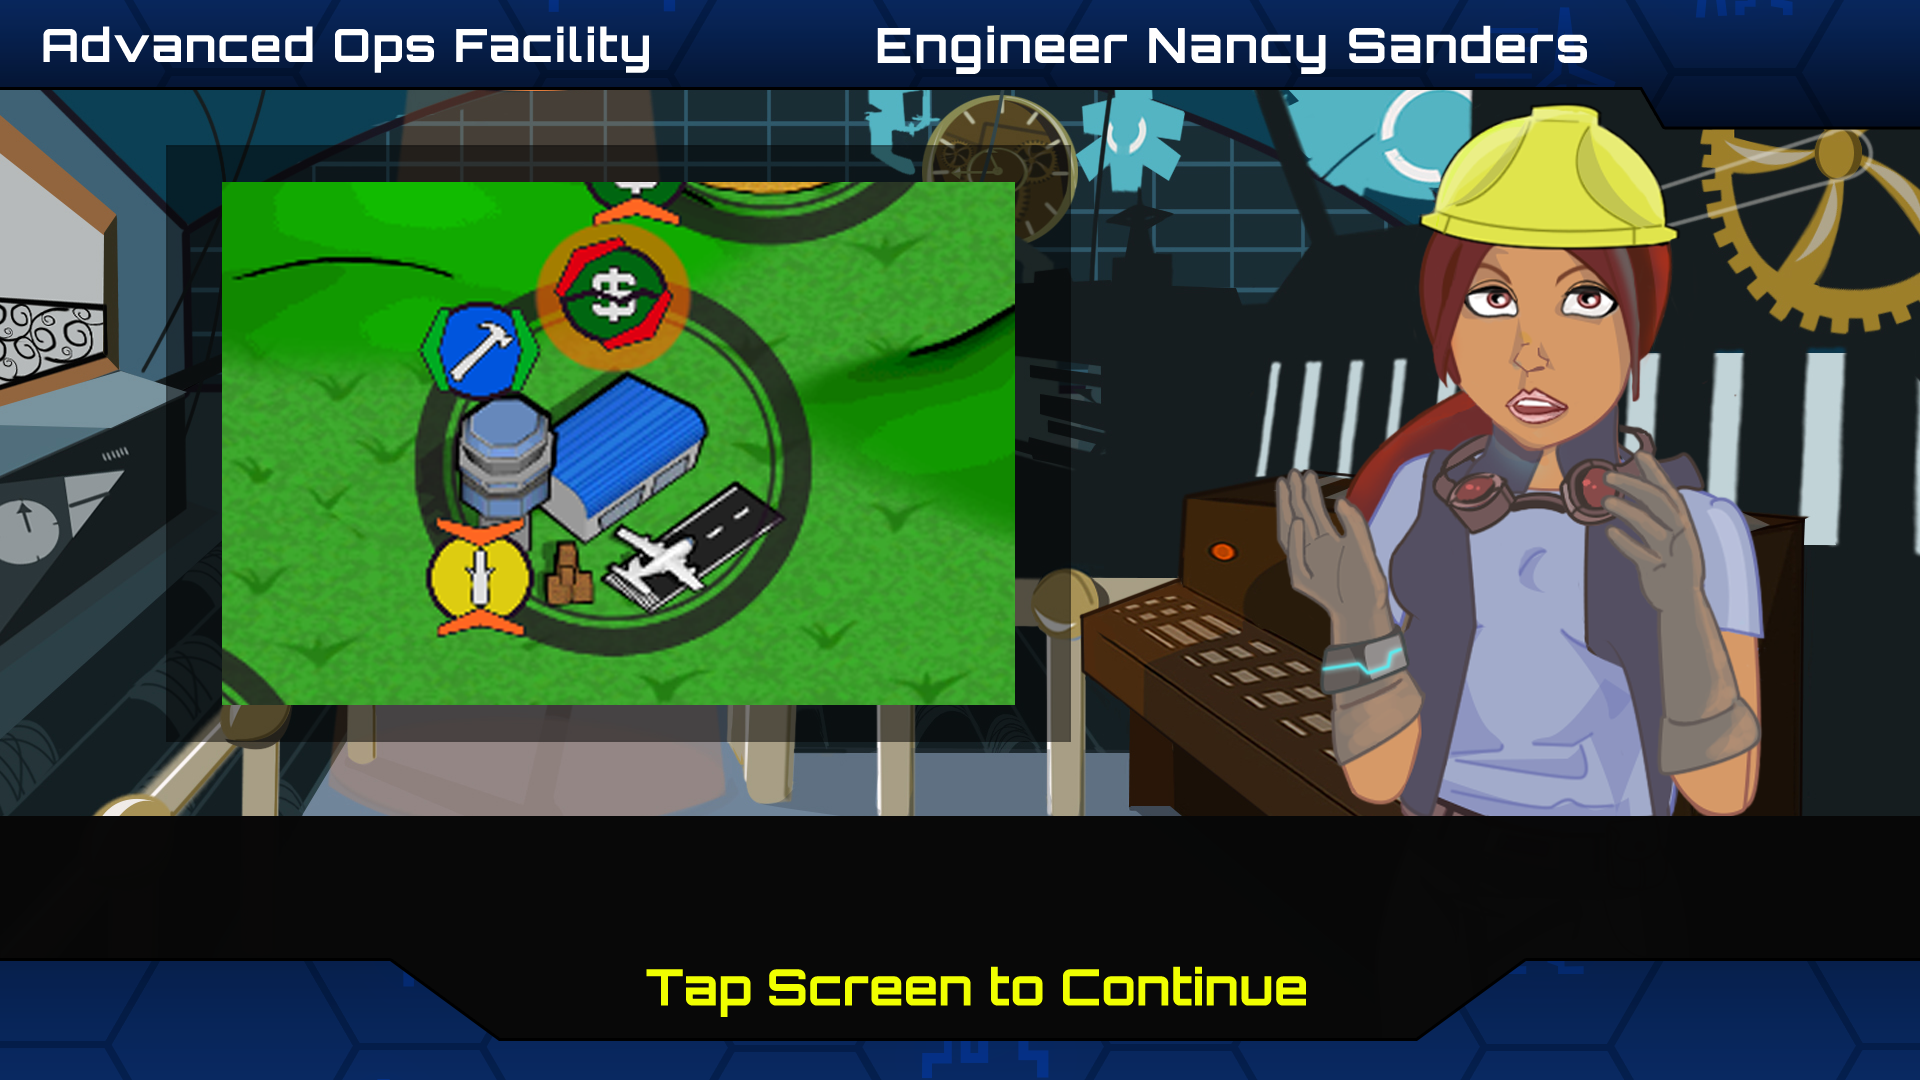 Advanced Ops Facility
Engineer Nancy Sanders
$
$
Tap Screen to Continue